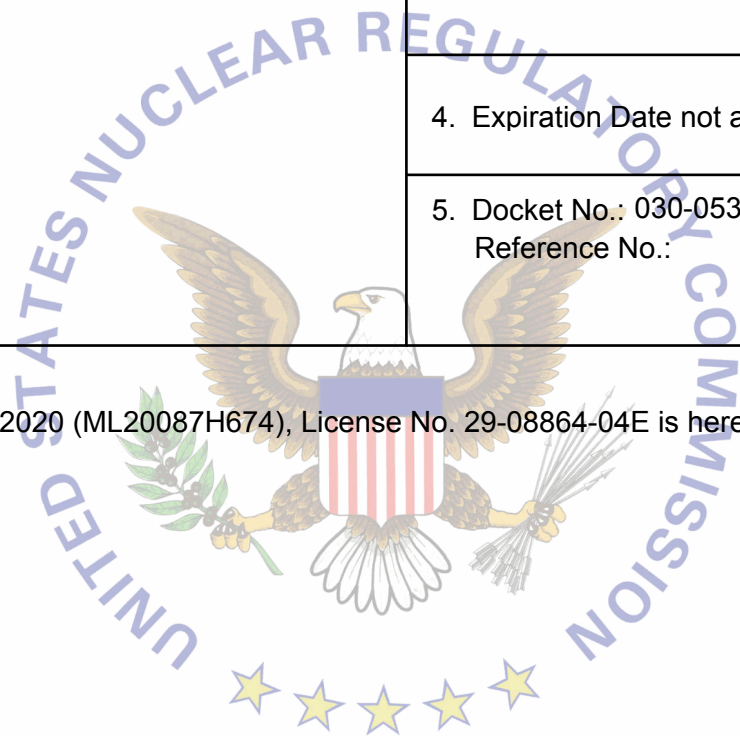 UNITED STATES NUCLEAR REGULATORY COMMISSION
4. Expiration Date not
5. Docket No.: 030-053
Reference No.:
2020 (ML20087H674), License No. 29-08864-04E is